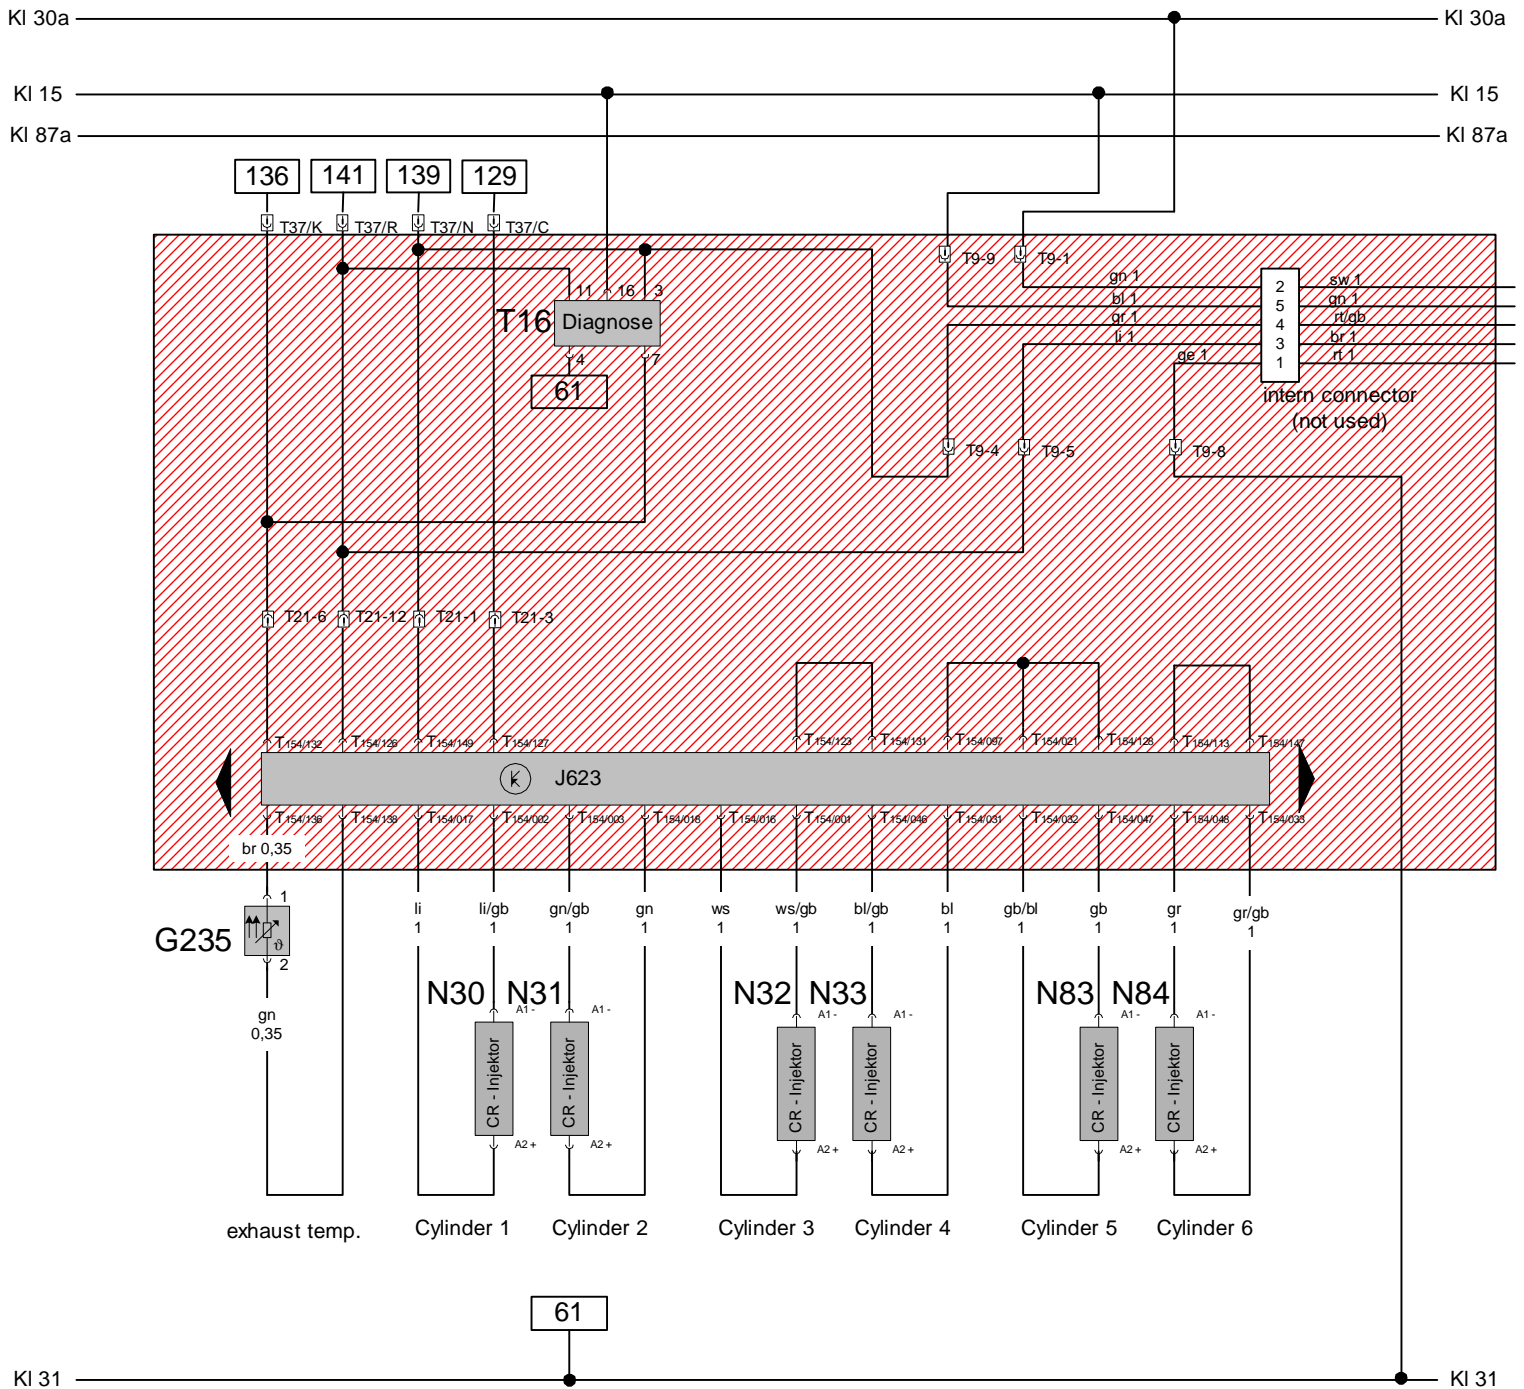 Kl 30a Kl 30a
Kl 15 Kl 15
Kl 87a Kl 87a
136 141 139 129
T37/K T37/R T37/N T37/C
T9-9 T9-1
gn 1 2 sw 1
bl 1 5 gn 1
gr 1 4 rt/gb
li 1 3 br 1
ge 1 1 rt 1
intern connector
(not used)
11 16 3
T16 Diagnose
4 7
61
T9-4 T9-5 T9-8
T21-6 T21-12 T21-1 T21-3
T154/132 T154/126 T154/149 T154/127 T154/123 T154/131 T154/097 T154/021 T154/128 T154/113 T154/147
J623
T154/136 T154/138 T154/017 T154/002 T154/003 T154/018 T154/016 T154/001 T154/046 T154/031 T154/032 T154/047 T154/048 T154/033
br 0,35
1
G235 ϑ
2
gn
0,35
li li/gb gn/gb gn ws ws/gb bl/gb bl gb/bl gb gr gr/gb
1 1 1 1 1 1 1 1 1 1 1 1
N30 N31 N32 N33 N83 N84
A1 - A1 - A1 - A1 - A1 - A1 -
CR - Injektor CR - Injektor CR - Injektor CR - Injektor CR - Injektor CR - Injektor
A2 + A2 + A2 + A2 + A2 + A2 +
exhaust temp. Cylinder 1 Cylinder 2 Cylinder 3 Cylinder 4 Cylinder 5 Cylinder 6
61
Kl 31 Kl 31